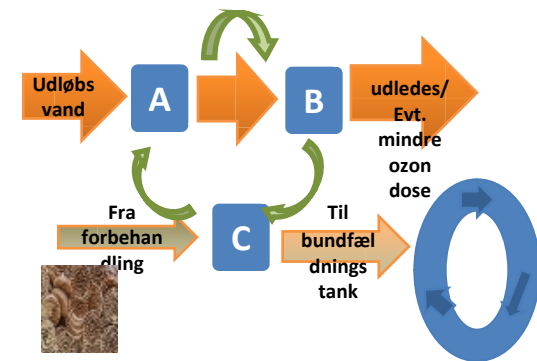 Udløbs
vand
A
B
udledes/
Evt.
mindre
ozon
dose
Fra
forbehan
dling
C
Til
bundfæl
dnings
tank